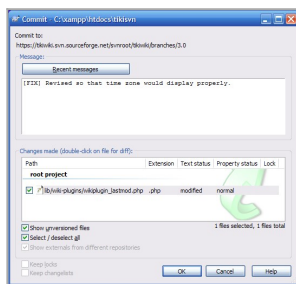 Commit - C:\xampp\htdocs\tikisvn
Commit to:
https://tikiwiki.svn.sourceforge.net/svnroot/tikiwiki/branches/3.0
Message:
Recent messages
[FIX] Revised so that time zone would display properly.
Changes made (double-click on file for diff):
Path Extension Text status Property status Lock
root project
lib/wiki-plugins/wikiplugin_lastmod.php .php modified normal
Show unversioned files 1 files selected, 1 files total
Select / deselect all
Show externals from different repositories
Keep locks
Keep changelists
OK Cancel Help